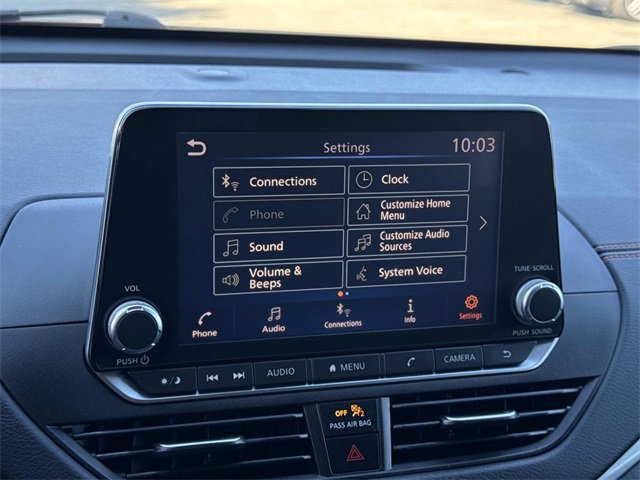 Settings
10:03
Connections
Clock
Phone
Customize Home
Menu
Sound
Customize Audio
Sources
Volume &
Beeps
System Voice
Phone
Audio
Connections
Info
Settings
VOL
PUSH
TUNE·SCROLL
PUSH SOUND
AUDIO
MENU
CAMERA
OFF
2
PASS AIR BAG